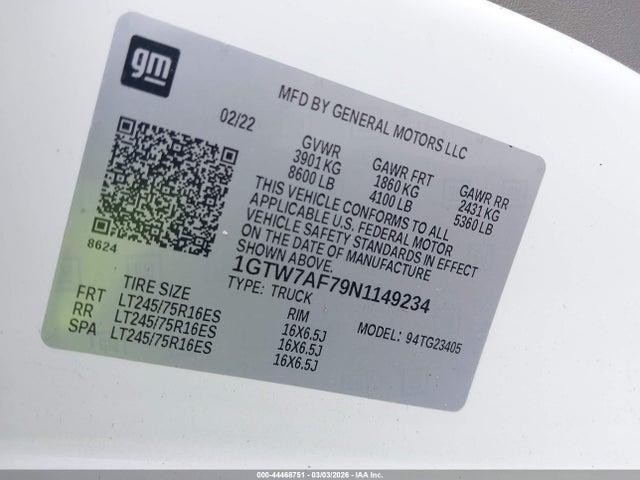 gm
MFD BY GENERAL MOTORS LLC
02/22
GVWR
3901 KG
8600 LB
GAWR FRT
1860 KG
4100 LB
GAWR RR
2431 KG
5360 LB
THIS VEHICLE CONFORMS TO ALL
APPLICABLE U.S. FEDERAL MOTOR
VEHICLE SAFETY STANDARDS IN EFFECT
ON THE DATE OF MANUFACTURE
SHOWN ABOVE.
8624
1GTW7AF79N1149234
TYPE: TRUCK
MODEL: 94TG23405
TIRE SIZE
RIM
FRT LT245/75R16ES 16X6.5J
RR LT245/75R16ES 16X6.5J
SPA LT245/75R16ES 16X6.5J
000-44468751 - 03/03/2026 - IAA Inc.